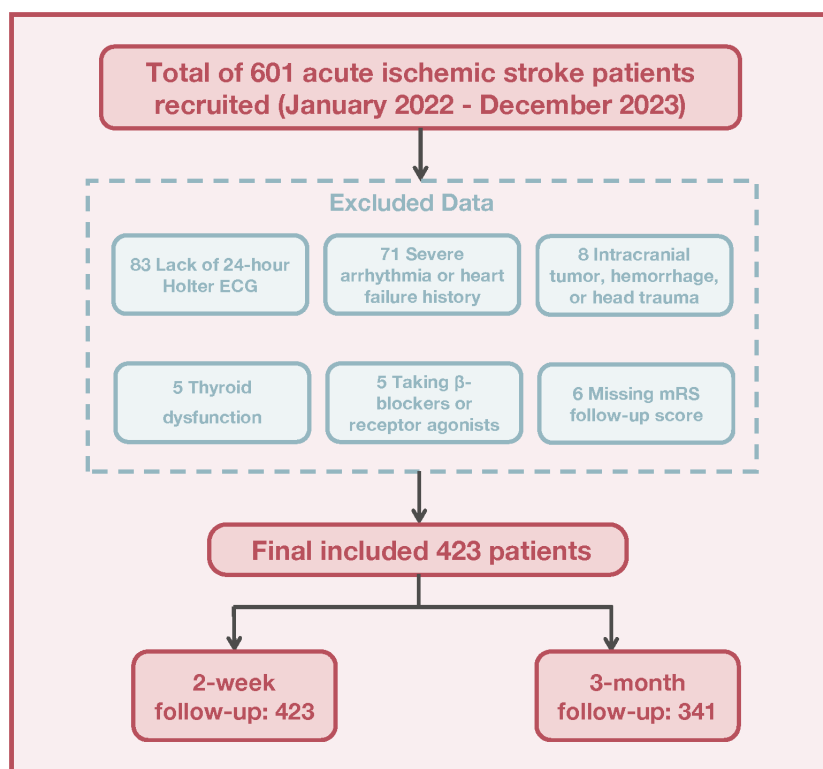 Total of 601 acute ischemic stroke patients
recruited (January 2022 - December 2023)
Excluded Data
83 Lack of 24-hour
Holter ECG
71 Severe
arrhythmia or heart
failure history
8 Intracranial
tumor, hemorrhage,
or head trauma
5 Thyroid
dysfunction
5 Taking β-
blockers or
receptor agonists
6 Missing mRS
follow-up score
Final included 423 patients
2-week
follow-up: 423
3-month
follow-up: 341